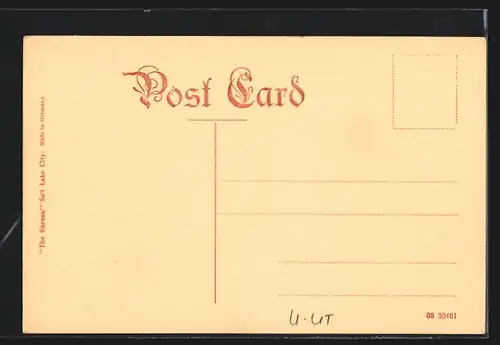 Post Card
"The Bureau" Salt Lake City. Made in Germany
U-UT
08 30461